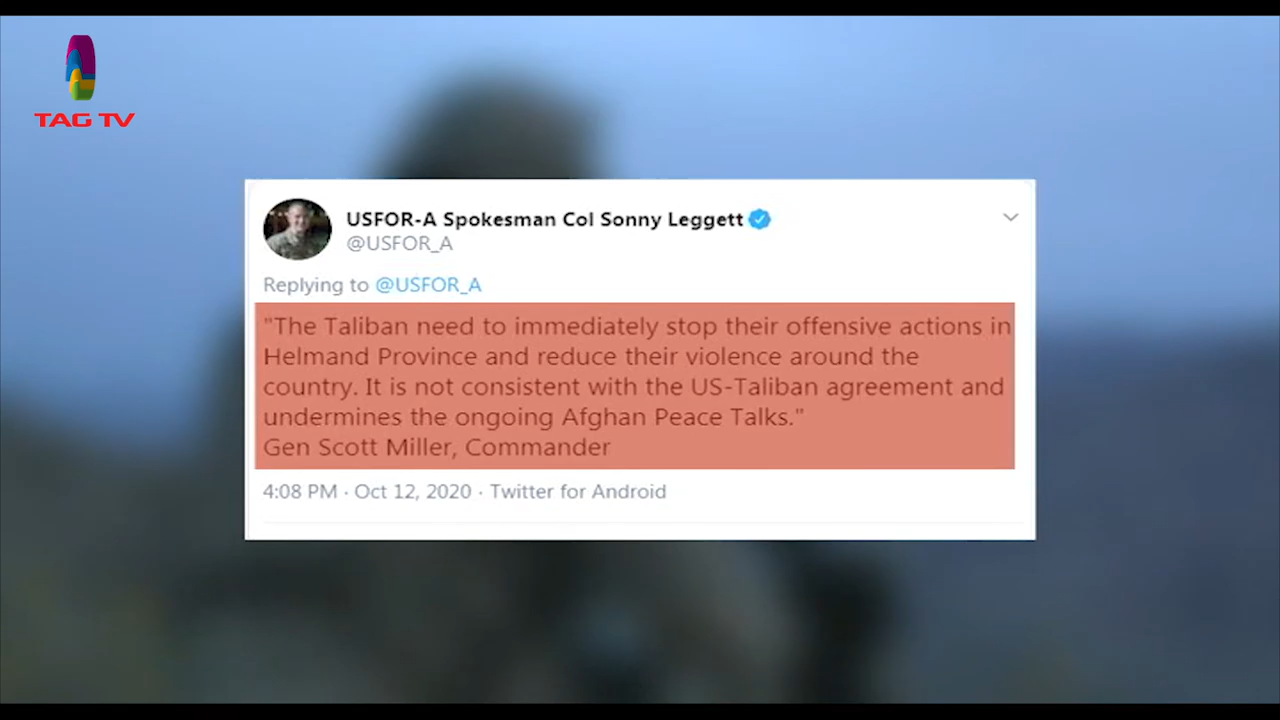 TAG TV
USFOR-A Spokesman Col Sonny Leggett
@USFOR_A
Replying to @USFOR_A
"The Taliban need to immediately stop their offensive actions in
Helmand Province and reduce their violence around the
country. It is not consistent with the US-Taliban agreement and
undermines the ongoing Afghan Peace Talks."
Gen Scott Miller, Commander
4:08 PM · Oct 12, 2020 · Twitter for Android